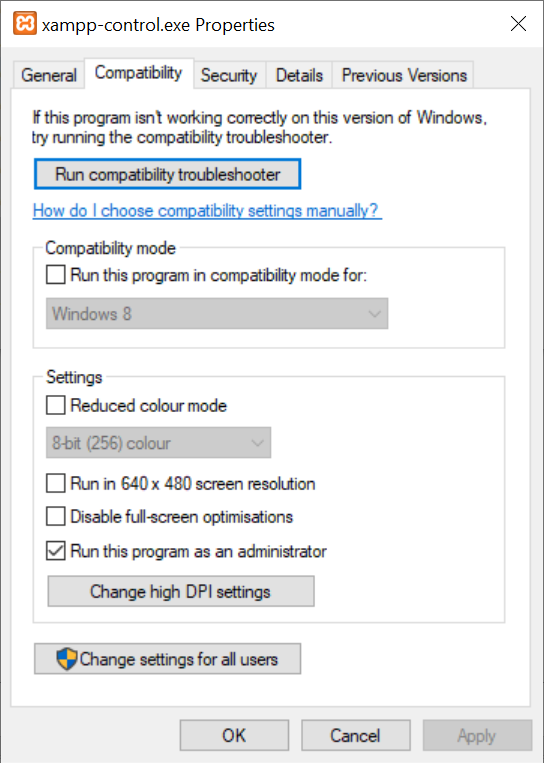 xampp-control.exe Properties
General Compatibility Security Details Previous Versions
If this program isn't working correctly on this version of Windows,
try running the compatibility troubleshooter.
Run compatibility troubleshooter
How do I choose compatibility settings manually?
Compatibility mode
Run this program in compatibility mode for:
Windows 8
Settings
Reduced colour mode
8-bit (256) colour
Run in 640 x 480 screen resolution
Disable full-screen optimisations
Run this program as an administrator
Change high DPI settings
Change settings for all users
OK Cancel Apply